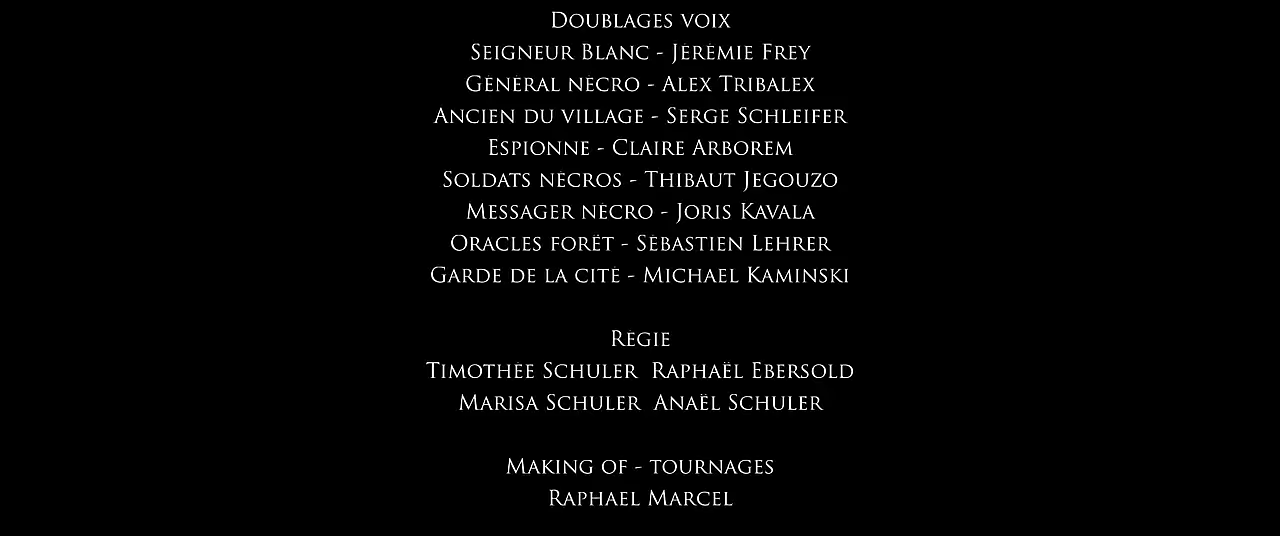 DOUBLAGES VOIX
SEIGNEUR BLANC - JÉRÉMIE FREY
GÉNÉRAL NÉCRO - ALEX TRIBALEX
ANCIEN DU VILLAGE - SERGE SCHLEIFER
ESPIONNE - CLAIRE ARBOREM
SOLDATS NÉCROS - THIBAUT JEGOUZO
MESSAGER NÉCRO - JORIS KAVALA
ORACLES FORÊT - SÉBASTIEN LEHRER
GARDE DE LA CITÉ - MICHAEL KAMINSKI
RÉGIE
TIMOTHÉE SCHULER RAPHAËL EBERSOLD
MARISA SCHULER ANAËL SCHULER
MAKING OF - TOURNAGES
RAPHAEL MARCEL